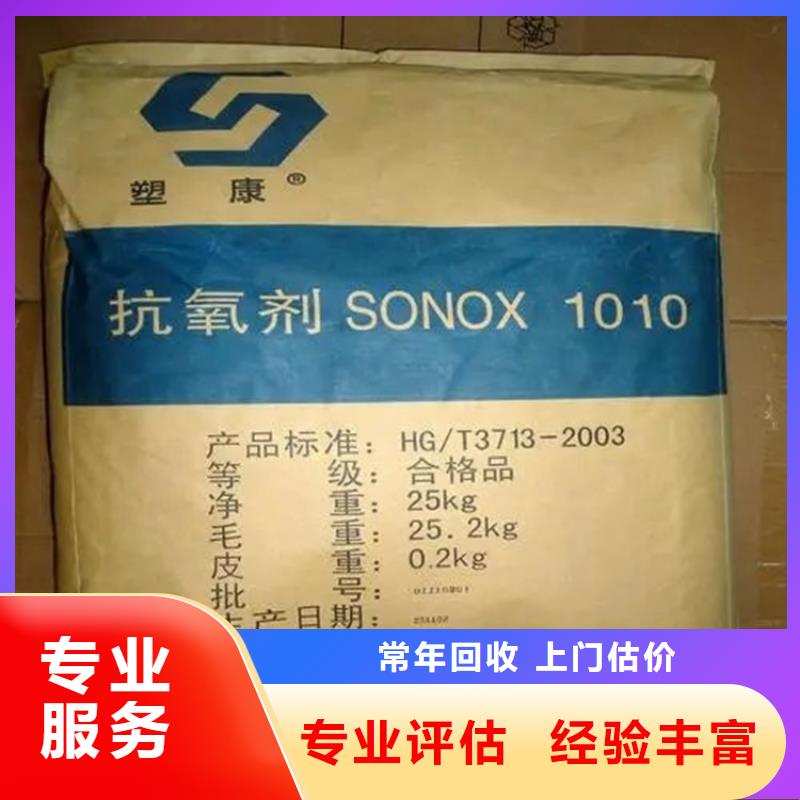 塑 康®
抗氧剂 SONOX 1010
产品标准：HG/T3713-2003
等 级：合格品
净 重：25kg
毛 重：25.2kg
皮 重：0.2kg
批 号：
生产日期：
专业
服务
常年回收 上门估价
专业评估 经验丰富